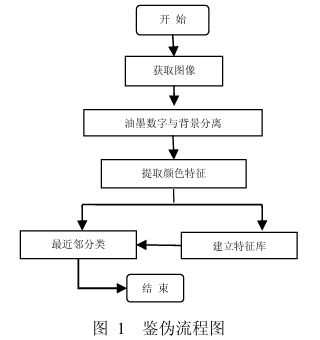 开 始
获取图像
油墨数字与背景分离
提取颜色特征
最近邻分类
建立特征库
结 束
图 1 鉴伪流程图